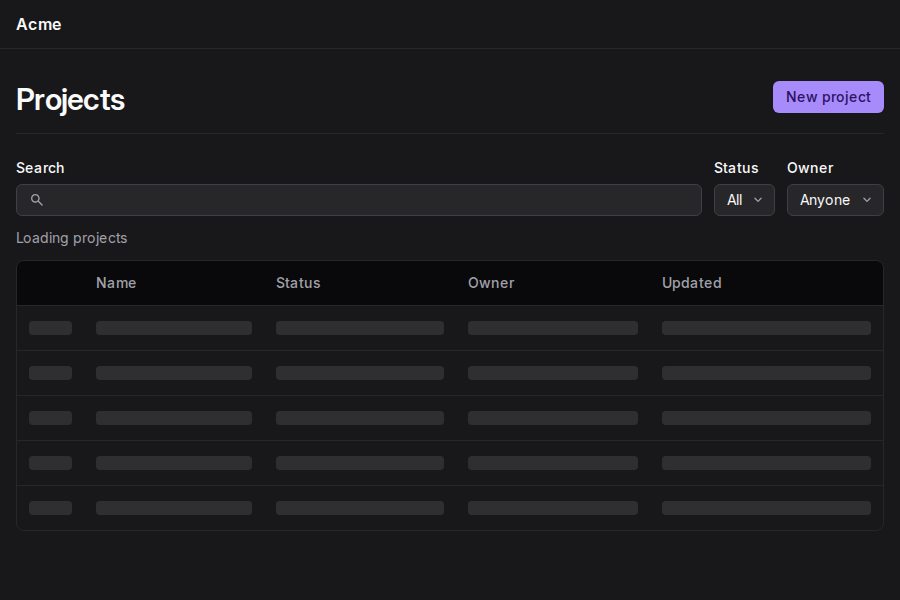 Acme
Projects
New project
Search
Status
Owner
All
Anyone
Loading projects
Name Status Owner Updated